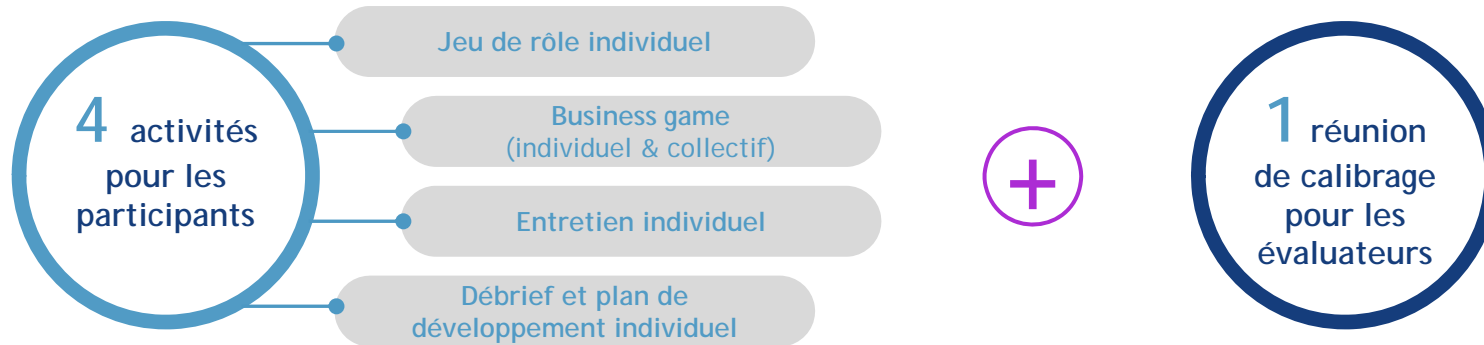 4 activités
pour les
participants
Jeu de rôle individuel
Business game
(individuel & collectif)
Entretien individuel
Débrief et plan de
développement individuel
+
1 réunion
de calibrage
pour les
évaluateurs